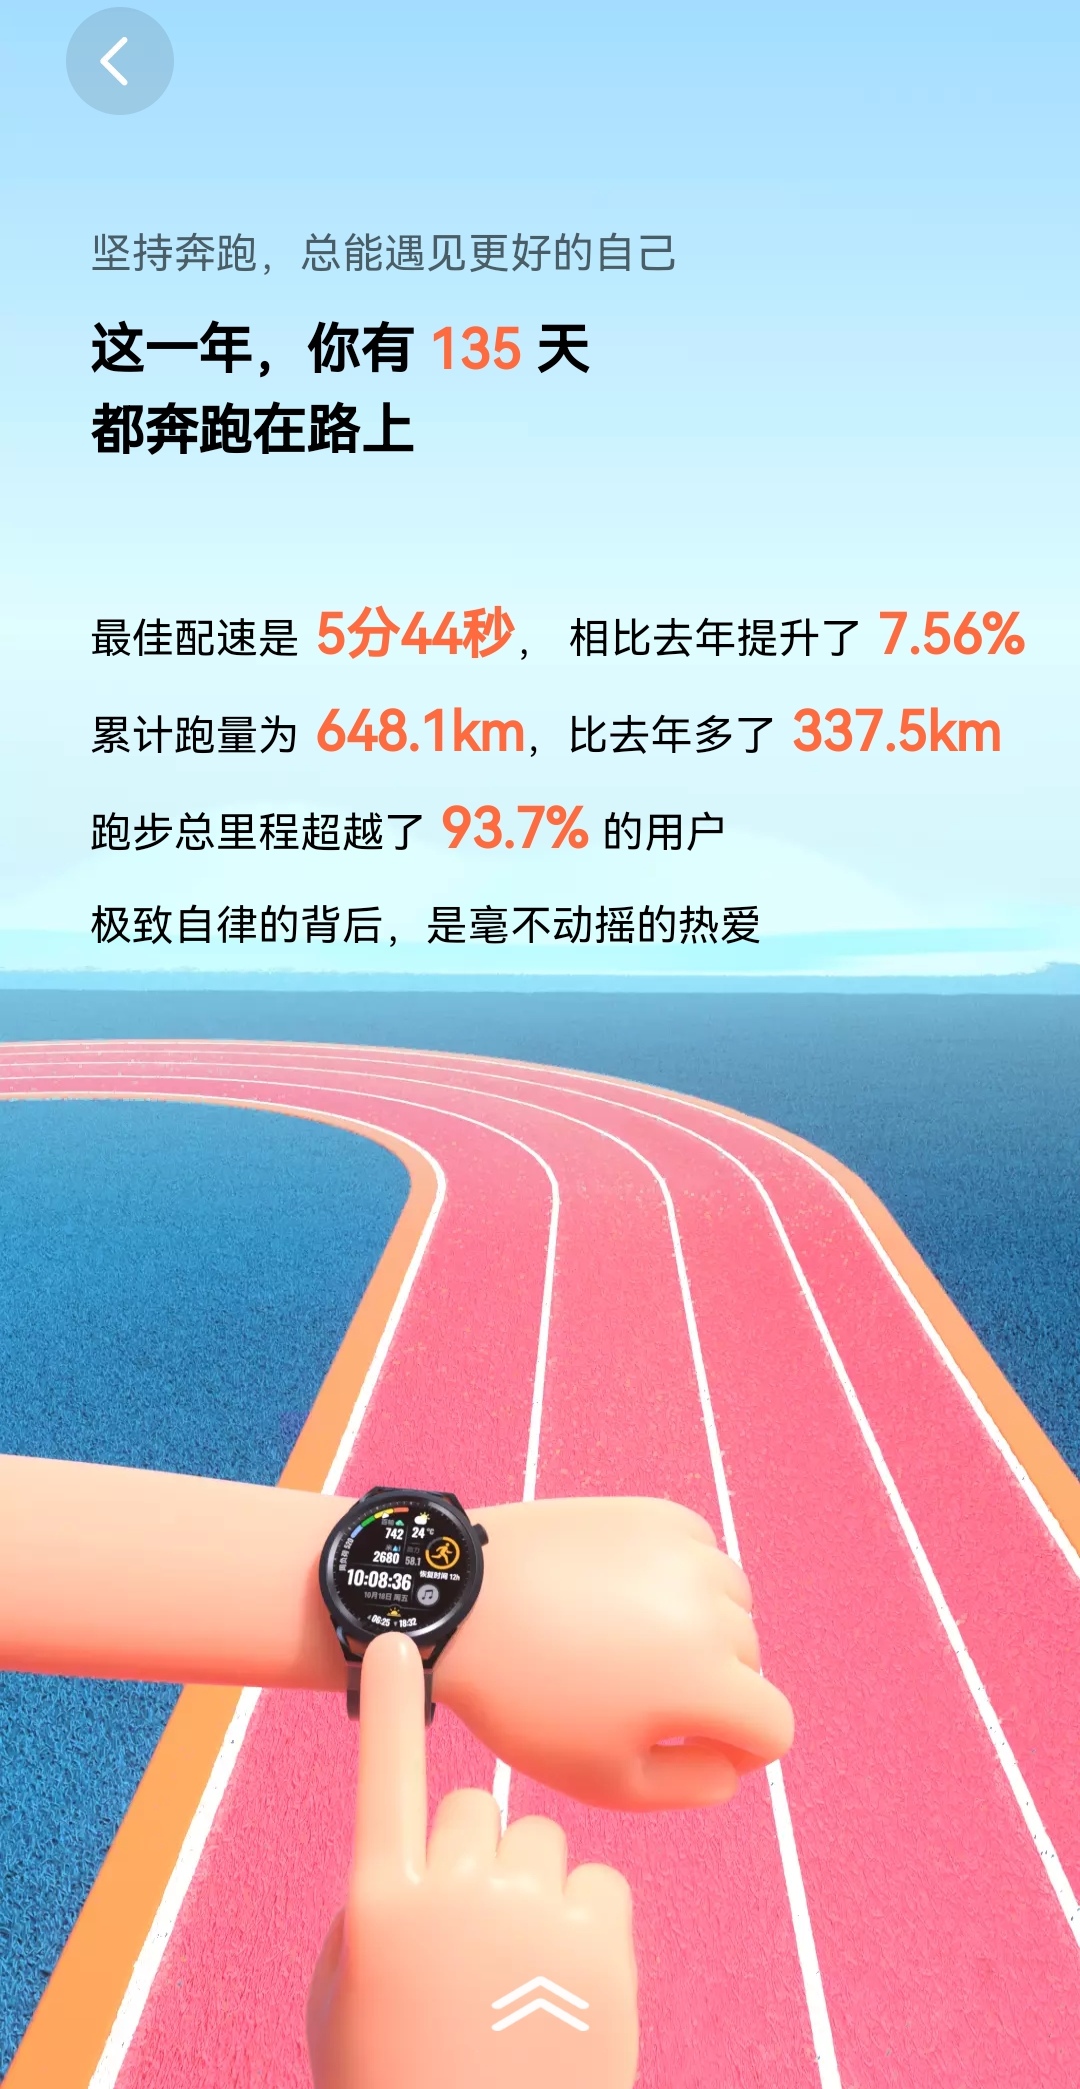 坚持奔跑，总能遇见更好的自己
这一年，你有 135 天
都奔跑在路上
最佳配速是 5分44秒， 相比去年提升了 7.56%
累计跑量为 648.1km，比去年多了 337.5km
跑步总里程超越了 93.7% 的用户
极致自律的背后，是毫不动摇的热爱
742 24°C
2680 58.1
恢复时间 12h
10:08:36
10月18日 周五
06:25 18:32